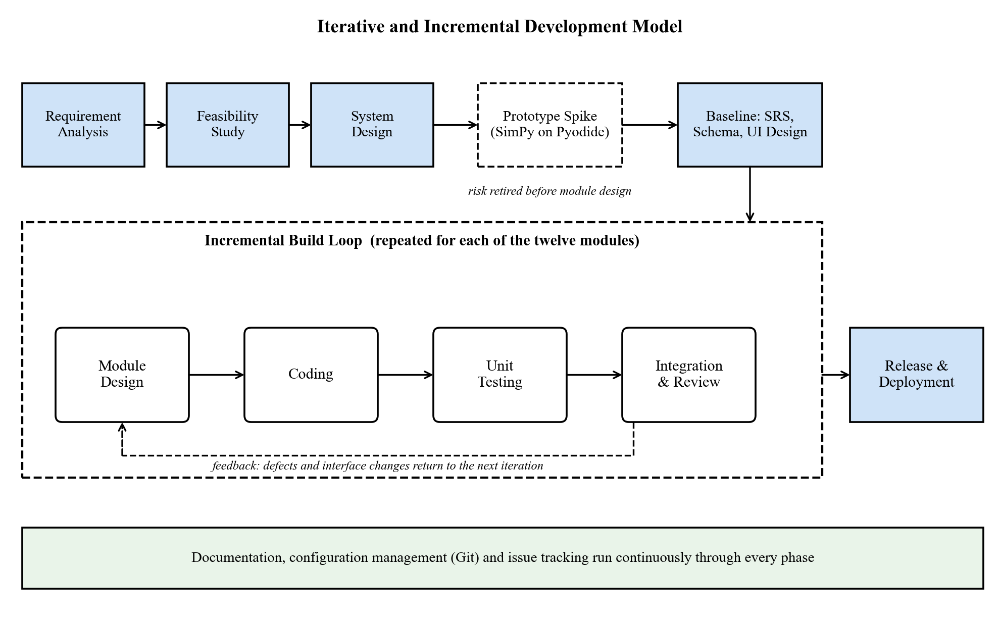 Iterative and Incremental Development Model
Requirement
Analysis
Feasibility
Study
System
Design
Prototype Spike
(SimPy on Pyodide)
Baseline: SRS,
Schema, UI Design
risk retired before module design
Incremental Build Loop  (repeated for each of the twelve modules)
Module
Design
Coding
Unit
Testing
Integration
& Review
Release &
Deployment
feedback: defects and interface changes return to the next iteration
Documentation, configuration management (Git) and issue tracking run continuously through every phase